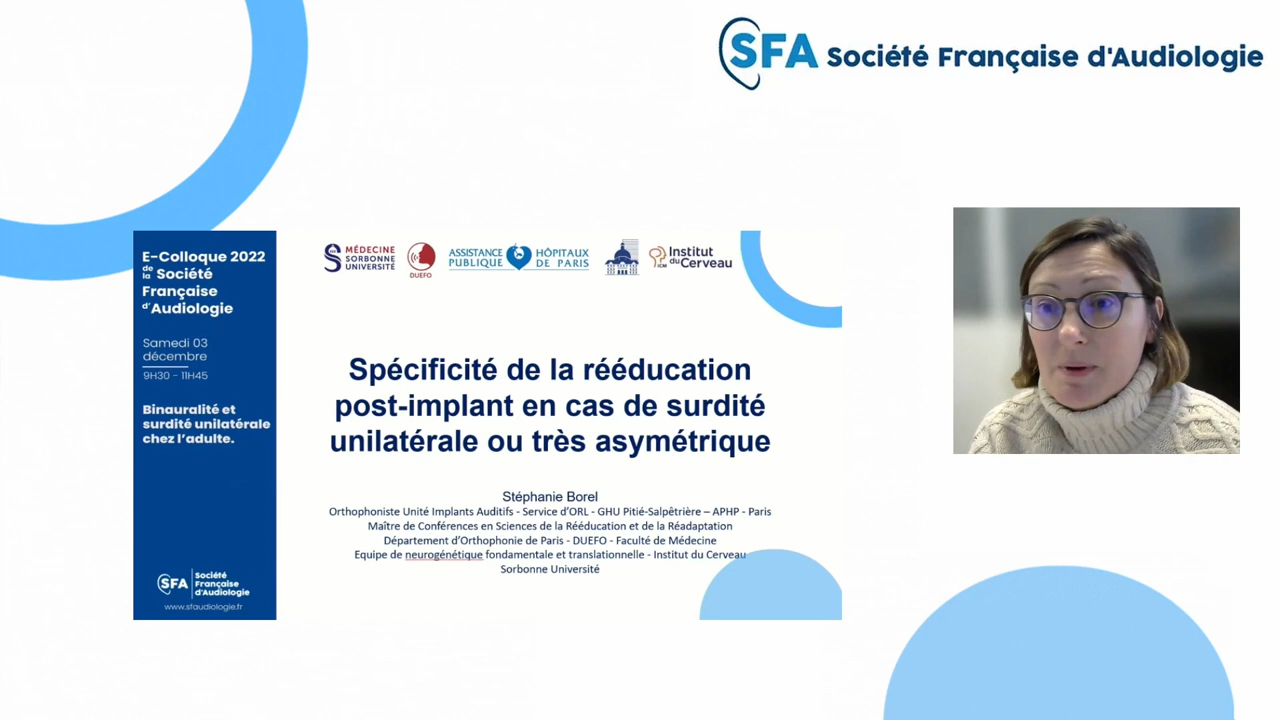 SFA Société Française d'Audiologie
E-Colloque 2022
de la Société
Française
d'Audiologie
Samedi 03
décembre
9H30 - 11H45
Binauralité et
surdité unilatérale
chez l'adulte.
SFA Société
Française
d'Audiologie
www.sfaudiologie.fr
MÉDECINE
SORBONNE
UNIVERSITÉ
DUEFO
ASSISTANCE
PUBLIQUE
HÔPITAUX
DE PARIS
ICM
Institut
du Cerveau
Spécificité de la rééducation
post-implant en cas de surdité
unilatérale ou très asymétrique
Stéphanie Borel
Orthophoniste Unité Implants Auditifs - Service d'ORL - GHU Pitié-Salpêtrière – APHP - Paris
Maître de Conférences en Sciences de la Rééducation et de la Réadaptation
Département d'Orthophonie de Paris - DUEFO - Faculté de Médecine
Equipe de neurogénétique fondamentale et translationnelle - Institut du Cerveau
Sorbonne Université